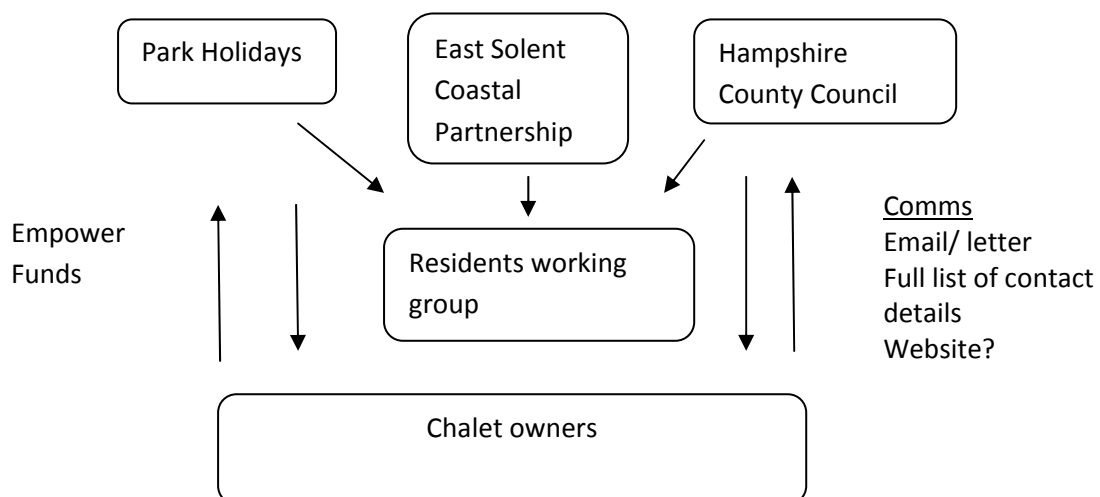 Park Holidays
East Solent
Coastal
Partnership
Hampshire
County Council
Empower
Funds
Residents working
group
Comms
Email/ letter
Full list of contact
details
Website?
Chalet owners